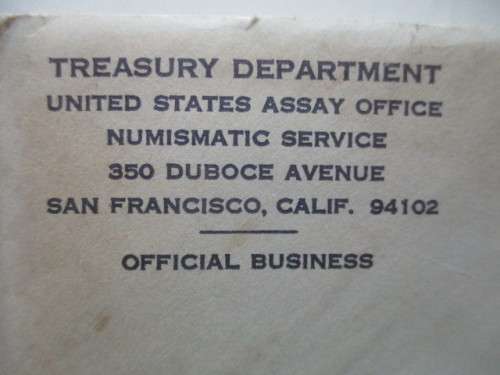 TREASURY DEPARTMENT
UNITED STATES ASSAY OFFICE
NUMISMATIC SERVICE
350 DUBOCE AVENUE
SAN FRANCISCO, CALIF. 94102
OFFICIAL BUSINESS